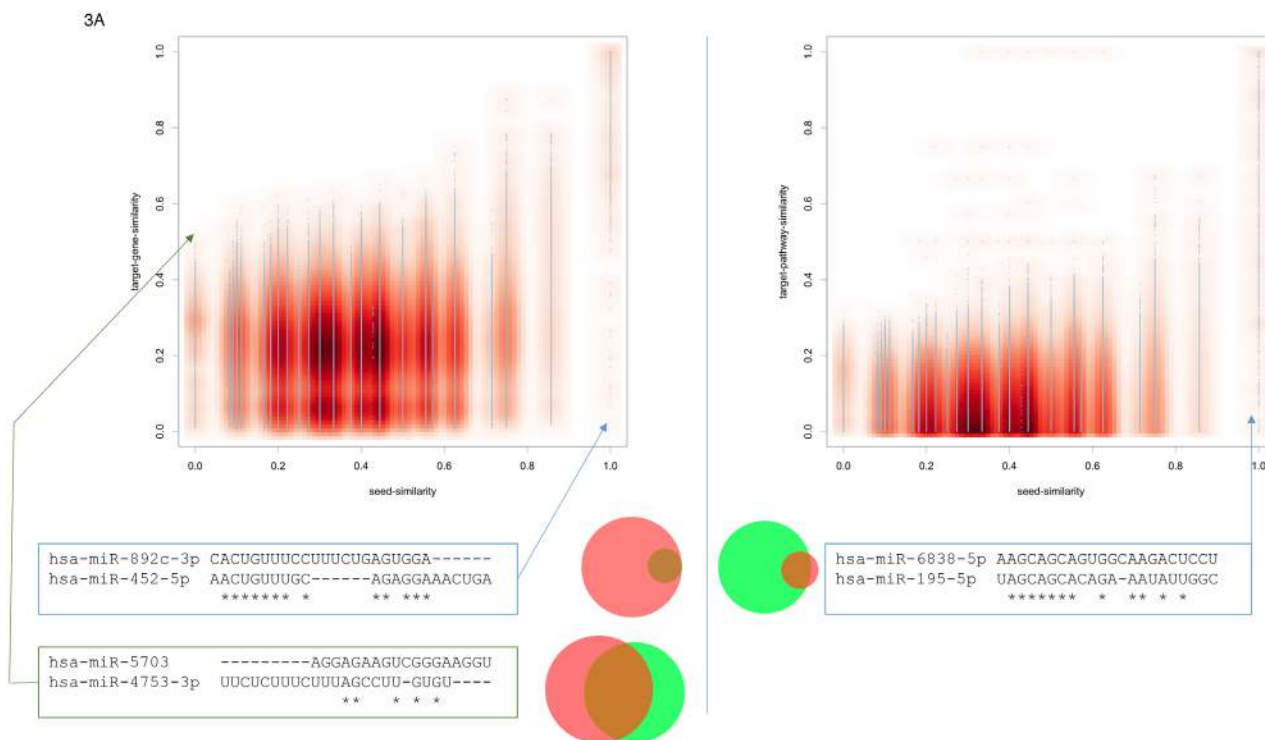 3A
target-gene-similarity
1.0
0.8
0.6
0.4
0.2
0.0
0.0 0.2 0.4 0.6 0.8 1.0
seed-similarity
target-pathway-similarity
1.0
0.8
0.6
0.4
0.2
0.0
0.0 0.2 0.4 0.6 0.8 1.0
seed-similarity
hsa-miR-892c-3p CACUGUUUCCUUUCUGAGUGGA------
hsa-miR-452-5p AACUGUUUGC------AGAGGAAACUGA
******* * ** ***
hsa-miR-6838-5p AAGCAGCAGUGGCAAGACUCCU
hsa-miR-195-5p UAGCAGCACAGA-AAUAUUGGC
******* * ** * *
hsa-miR-5703 ---------AGGAGAAGUCGGGAAGGU
hsa-miR-4753-3p UUCUCUUUCUUUAGCCUU-GUGU----
** * * *